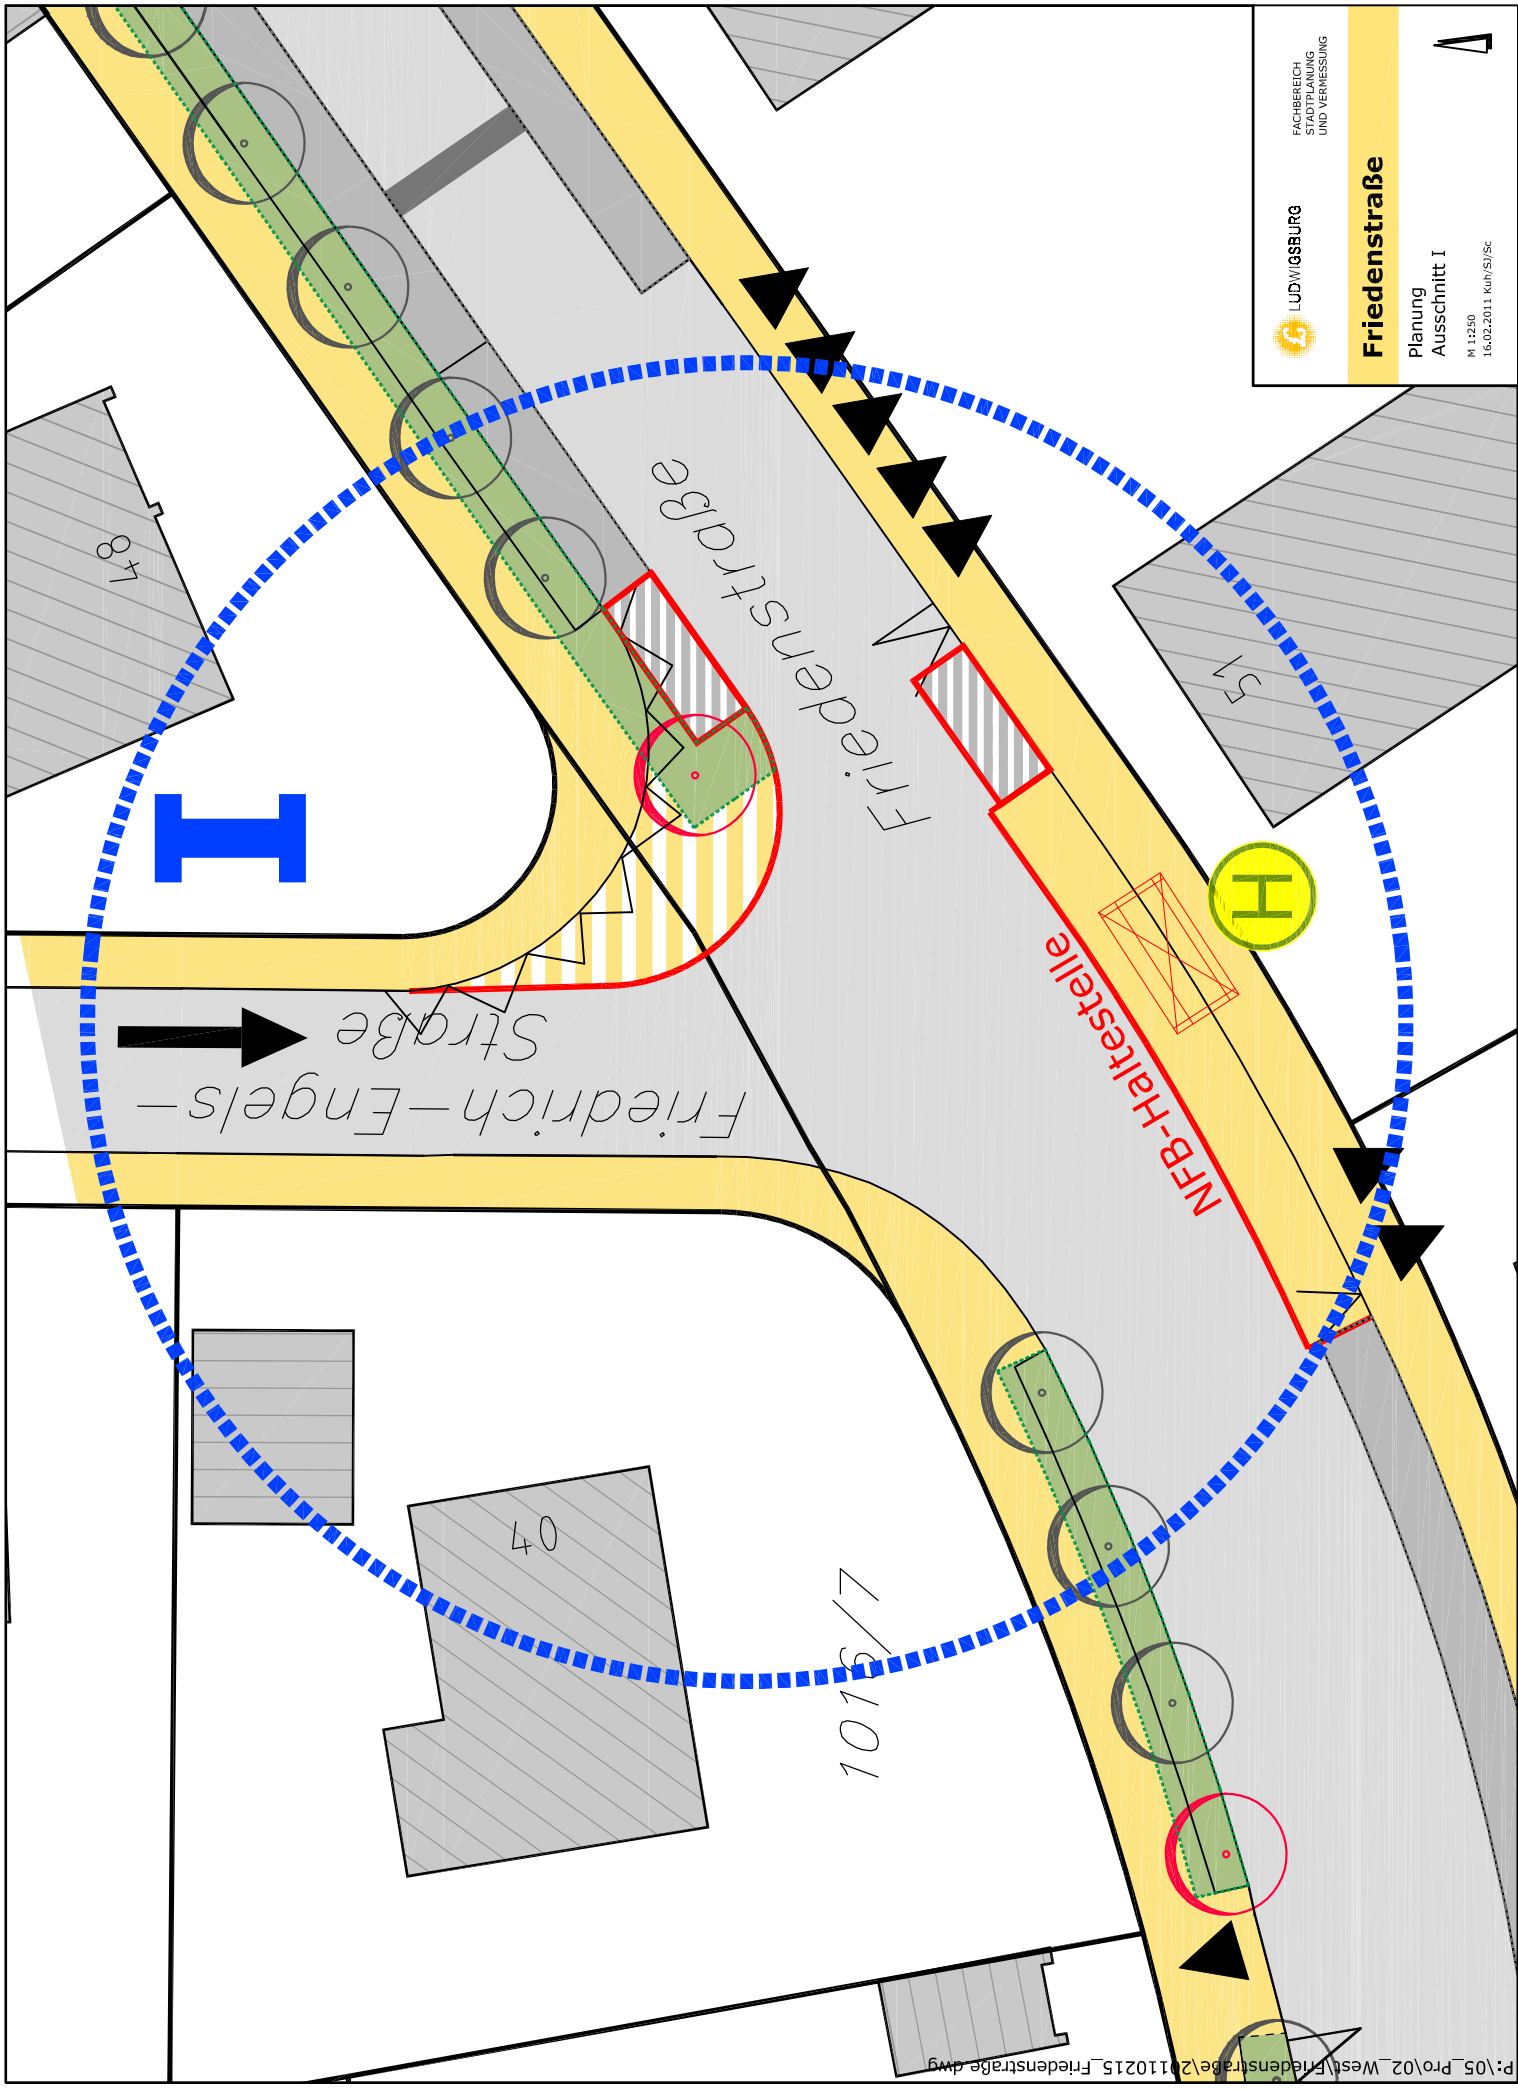 LUDWIGSBURG
FACHBEREICH
STADTPLANUNG
UND VERMESSUNG
Friedenstraße
Planung
Ausschnitt I
M 1:250
16.02.2011 Kuh/SJ/Sc
48
Friedenstraße
51
I
H
NFB-Haltestelle
Friedrich-Engels-
Straße
40
1016/7
P:\05_Pro\02_West\Friedenstraße\20110215_Friedenstraße.dwg